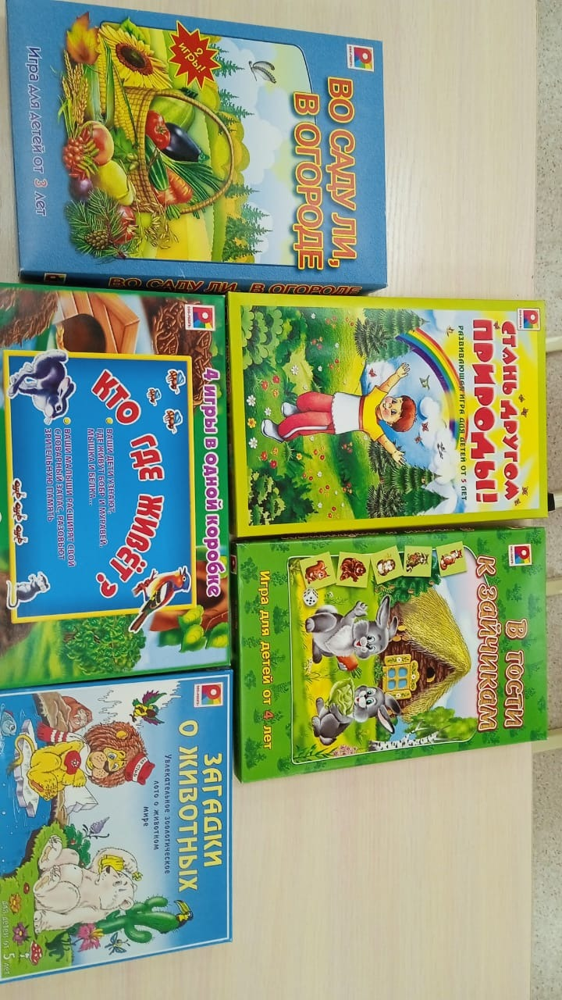 ВО САДУ ЛИ,
В ОГОРОДЕ
2
ИГРЫ!
Игра для детей от 3 лет
ВО САДУ ЛИ, В ОГОРОДЕ
СТАНЬ ДРУГОМ
ПРИРОДЫ!
РАЗВИВАЮЩАЯ ИГРА ДЛЯ ДЕТЕЙ ОТ 5 ЛЕТ
4 ИГРЫ В ОДНОЙ КОРОБКЕ
КТО ГДЕ ЖИВЁТ?
ВАШИ ДЕТИ УЗНАЮТ,
ГДЕ ЖИВУТ БОБР И МУРАВЕЙ,
МЫШКА И БЕЛКА...
ВАШИ МАЛЫШИ РАСШИРЯТ СВОЙ
СЛОВАРНЫЙ ЗАПАС, РАЗОВЬЮТ
ЗРИТЕЛЬНУЮ ПАМЯТЬ
В ГОСТИ
К ЗАЙЧИКАМ
Игра для детей от 4 лет
ЗАГАДКИ
О ЖИВОТНЫХ
Увлекательное зоологическое
лото о животном
мире
для детей от 5 лет